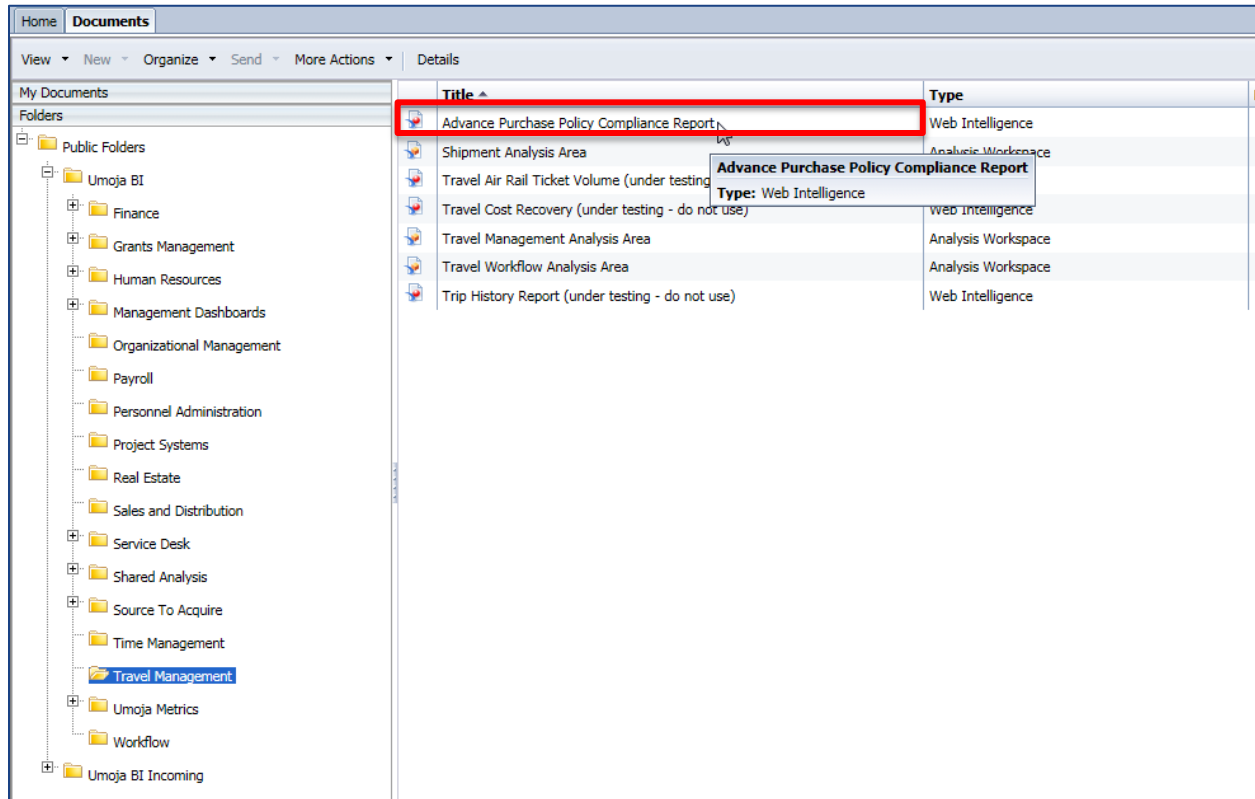 Home Documents
View New Organize Send More Actions Details
My Documents
Folders
Public Folders
Umoja BI
Finance
Grants Management
Human Resources
Management Dashboards
Organizational Management
Payroll
Personnel Administration
Project Systems
Real Estate
Sales and Distribution
Service Desk
Shared Analysis
Source To Acquire
Time Management
Travel Management
Umoja Metrics
Workflow
Umoja BI Incoming
Title Type
Advance Purchase Policy Compliance Report Web Intelligence
Shipment Analysis Area Analysis Workspace
Travel Air Rail Ticket Volume (under testing
Travel Cost Recovery (under testing - do not use) Web Intelligence
Travel Management Analysis Area Analysis Workspace
Travel Workflow Analysis Area Analysis Workspace
Trip History Report (under testing - do not use) Web Intelligence
Advance Purchase Policy Compliance Report
Type: Web Intelligence